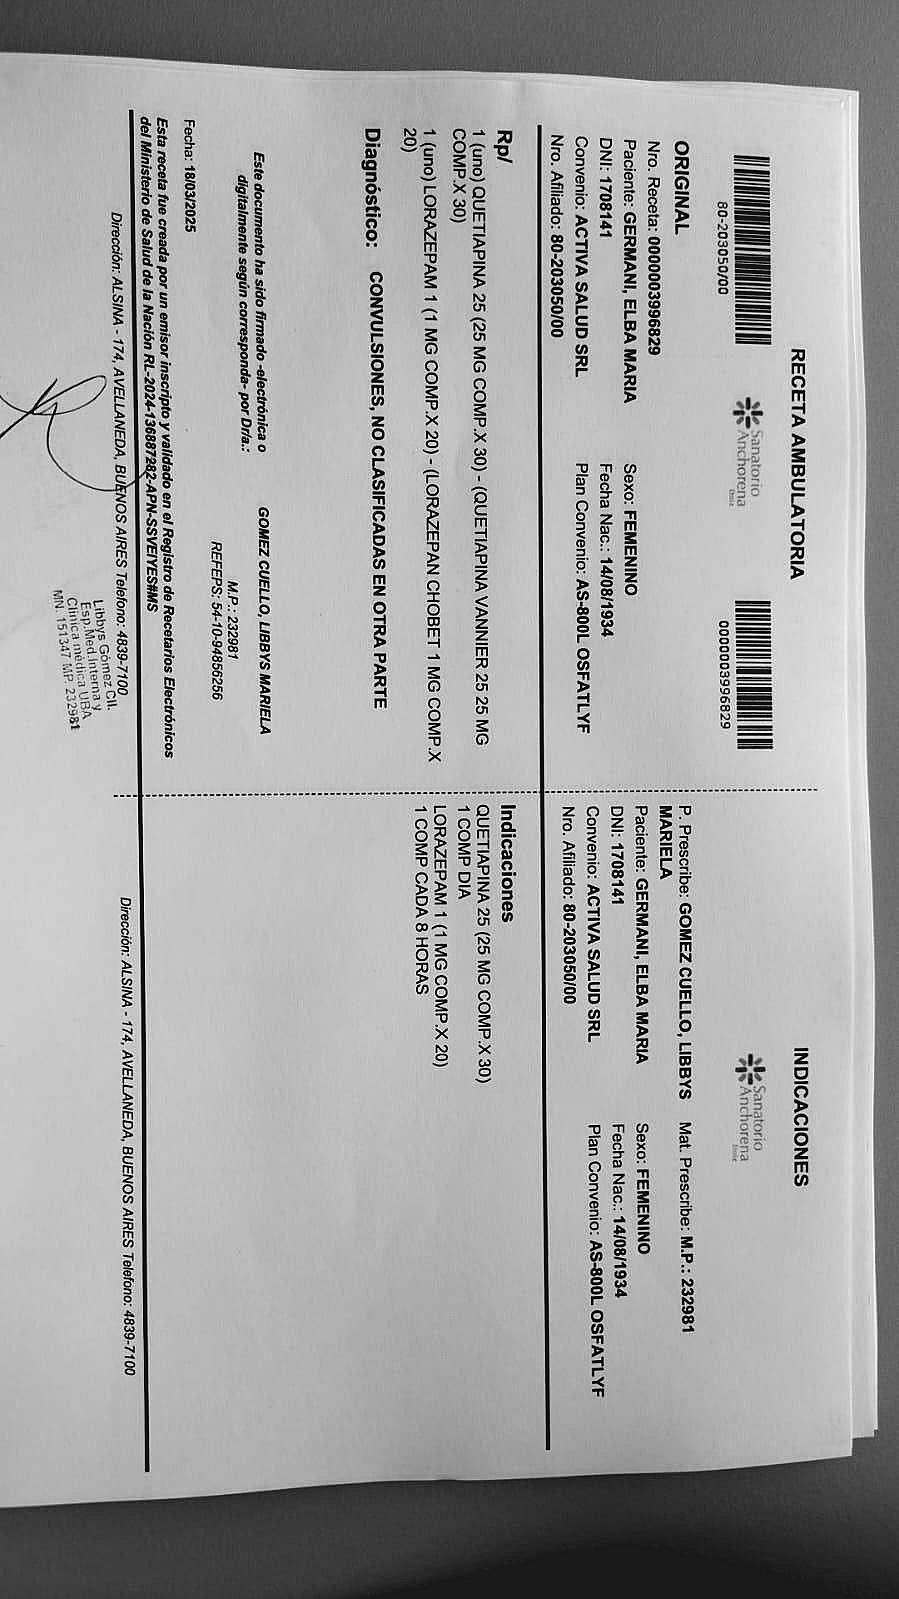 RECETA AMBULATORIA
Sanatorio
Anchorena
80-203050/00
0000003996829
ORIGINAL
Nro. Receta: 0000003996829
Paciente: GERMANI, ELBA MARIA
Sexo: FEMENINO
DNI: 1708141
Fecha Nac.: 14/08/1934
Convenio: ACTIVA SALUD SRL
Plan Convenio: AS-800L OSFATLYF
Nro. Afiliado: 80-203050/00
Rp/
1 (uno) QUETIAPINA 25 (25 MG COMP.X 30) - (QUETIAPINA VANNIER 25 25 MG
COMP.X 30)
1 (uno) LORAZEPAM 1 (1 MG COMP.X 20) - (LORAZEPAN CHOBET 1 MG COMP.X
20)
Diagnóstico: CONVULSIONES, NO CLASIFICADAS EN OTRA PARTE
Este documento ha sido firmado -electrónica o
digitalmente según corresponda- por Dr/a.:
GOMEZ CUELLO, LIBBYS MARIELA
M.P.: 232981
REFEPS: 54-10-94856256
Fecha: 18/03/2025
Esta receta fue creada por un emisor inscripto y validado en el Registro de Recetarios Electrónicos
del Ministerio de Salud de la Nación RL-2024-136887282-APN-SSVEIYES#MS
Dirección: ALSINA - 174, AVELLANEDA, BUENOS AIRES Telefono: 4839-7100
Libbys Gómez Cll.
Esp.Med.Interna y
Clínica médica UBA
MN. 151347 MP. 232981
INDICACIONES
Sanatorio
Anchorena
P. Prescribe: GOMEZ CUELLO, LIBBYS
MARIELA
Mat. Prescribe: M.P.: 232981
Paciente: GERMANI, ELBA MARIA
Sexo: FEMENINO
DNI: 1708141
Fecha Nac.: 14/08/1934
Convenio: ACTIVA SALUD SRL
Plan Convenio: AS-800L OSFATLYF
Nro. Afiliado: 80-203050/00
Indicaciones
QUETIAPINA 25 (25 MG COMP.X 30)
1 COMP DIA
LORAZEPAM 1 (1 MG COMP.X 20)
1 COMP CADA 8 HORAS
Dirección: ALSINA - 174, AVELLANEDA, BUENOS AIRES Telefono: 4839-7100